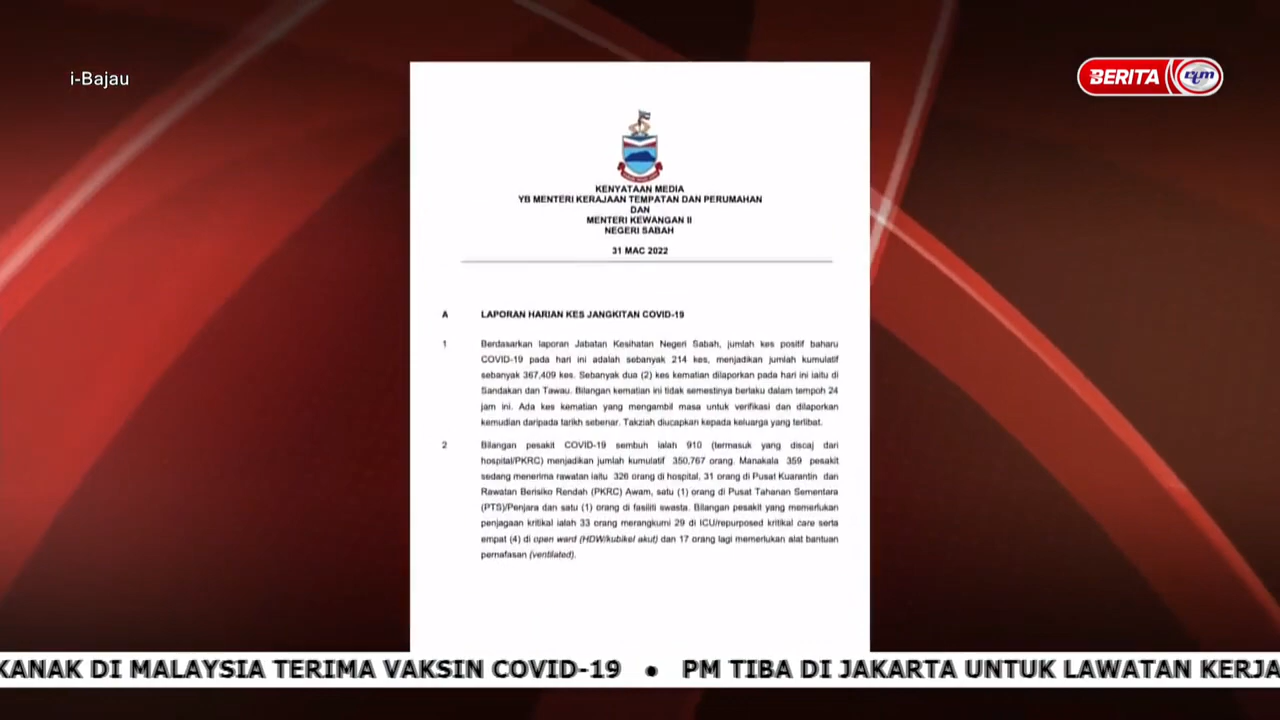 i-Bajau
BERITA rtm
KENYATAAN MEDIA
YB MENTERI KERAJAAN TEMPATAN DAN PERUMAHAN
DAN
MENTERI KEWANGAN II
NEGERI SABAH
31 MAC 2022
A LAPORAN HARIAN KES JANGKITAN COVID-19
1 Berdasarkan laporan Jabatan Kesihatan Negeri Sabah, jumlah kes positif baharu
COVID-19 pada hari ini adalah sebanyak 214 kes, menjadikan jumlah kumulatif
sebanyak 367,409 kes. Sebanyak dua (2) kes kematian dilaporkan pada hari ini iaitu di
Sandakan dan Tawau. Bilangan kematian ini tidak semestinya berlaku dalam tempoh 24
jam ini. Ada kes kematian yang mengambil masa untuk verifikasi dan dilaporkan
kemudian daripada tarikh sebenar. Takziah diucapkan kepada keluarga yang terlibat.
2 Bilangan pesakit COVID-19 sembuh ialah 910 (termasuk yang discaj dari
hospital/PKRC) menjadikan jumlah kumulatif 350,767 orang. Manakala 359 pesakit
sedang menerima rawatan iaitu 326 orang di hospital, 31 orang di Pusat Kuarantin dan
Rawatan Berisiko Rendah (PKRC) Awam, satu (1) orang di Pusat Tahanan Sementara
(PTS)/Penjara dan satu (1) orang di fasiliti swasta. Bilangan pesakit yang memerlukan
penjagaan kritikal ialah 33 orang merangkumi 29 di ICU/repurposed kritikal care serta
empat (4) di open ward (HDW/kubikel akut) dan 17 orang lagi memerlukan alat bantuan
pernafasan (ventilated).
KANAK DI MALAYSIA TERIMA VAKSIN COVID-19 • PM TIBA DI JAKARTA UNTUK LAWATAN KERJA